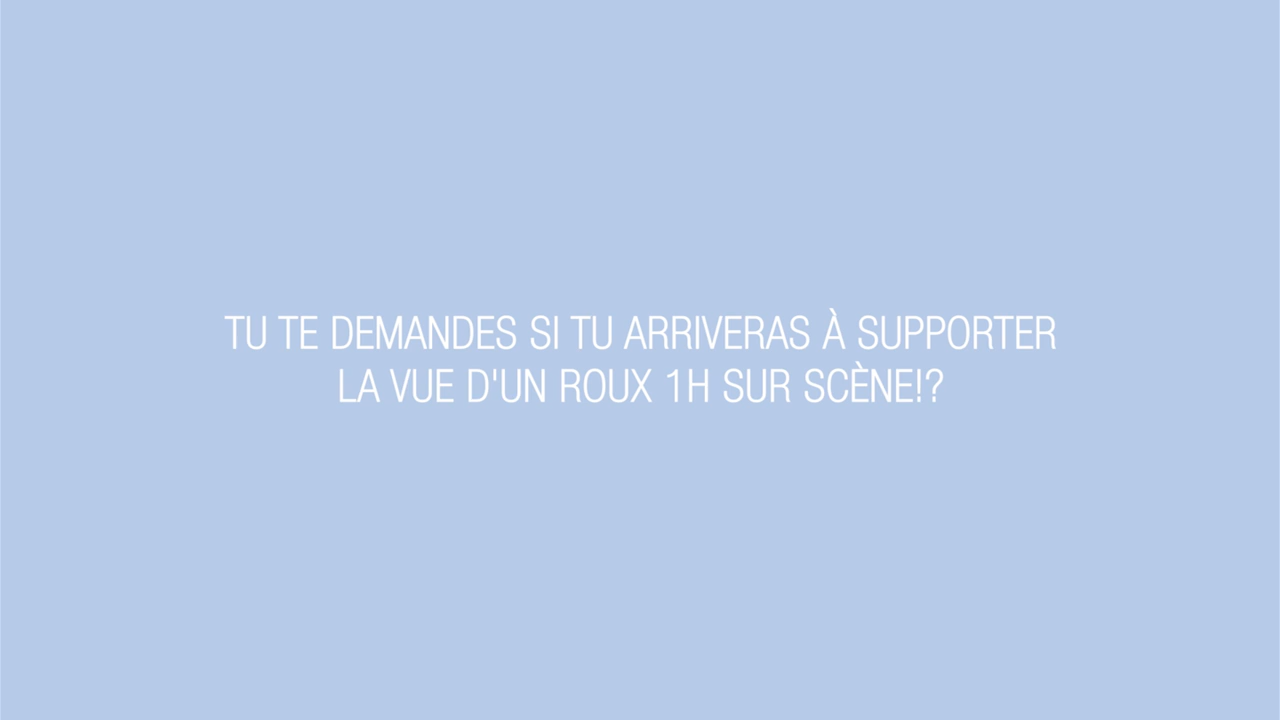 TU TE DEMANDES SI TU ARRIVERAS À SUPPORTER
LA VUE D'UN ROUX 1H SUR SCÈNE!?